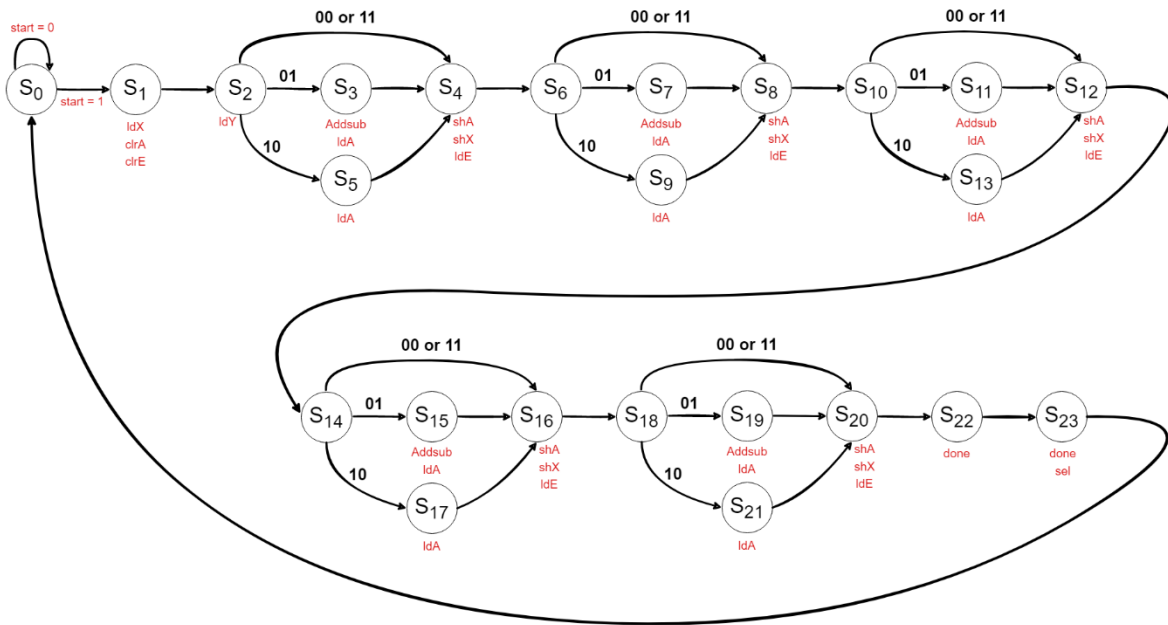 start = 0
00 or 11
00 or 11
00 or 11
S0
start = 1
S1
S2
01
S3
S4
S6
01
S7
S8
S10
01
S11
S12
ldX
clrA
clrE
ldY
Addsub
ldA
shA
shX
ldE
Addsub
ldA
shA
shX
ldE
Addsub
ldA
shA
shX
ldE
10
S5
ldA
10
S9
ldA
10
S13
ldA
00 or 11
00 or 11
S14
01
S15
S16
S18
01
S19
S20
S22
S23
Addsub
ldA
shA
shX
ldE
Addsub
ldA
shA
shX
ldE
done
done
sel
10
S17
ldA
10
S21
ldA